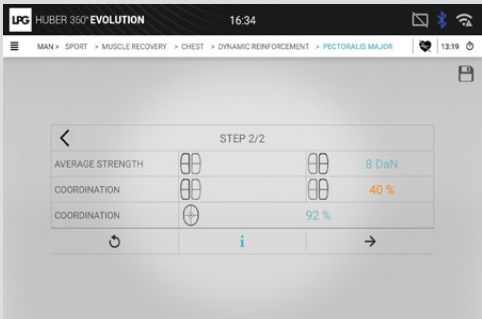 LPG HUBER 360° EVOLUTION 16:34
MAN > SPORT > MUSCLE RECOVERY > CHEST > DYNAMIC REINFORCEMENT > PECTORALIS MAJOR 13:19
STEP 2/2
AVERAGE STRENGTH 8 DaN
COORDINATION 40 %
COORDINATION 92 %
i